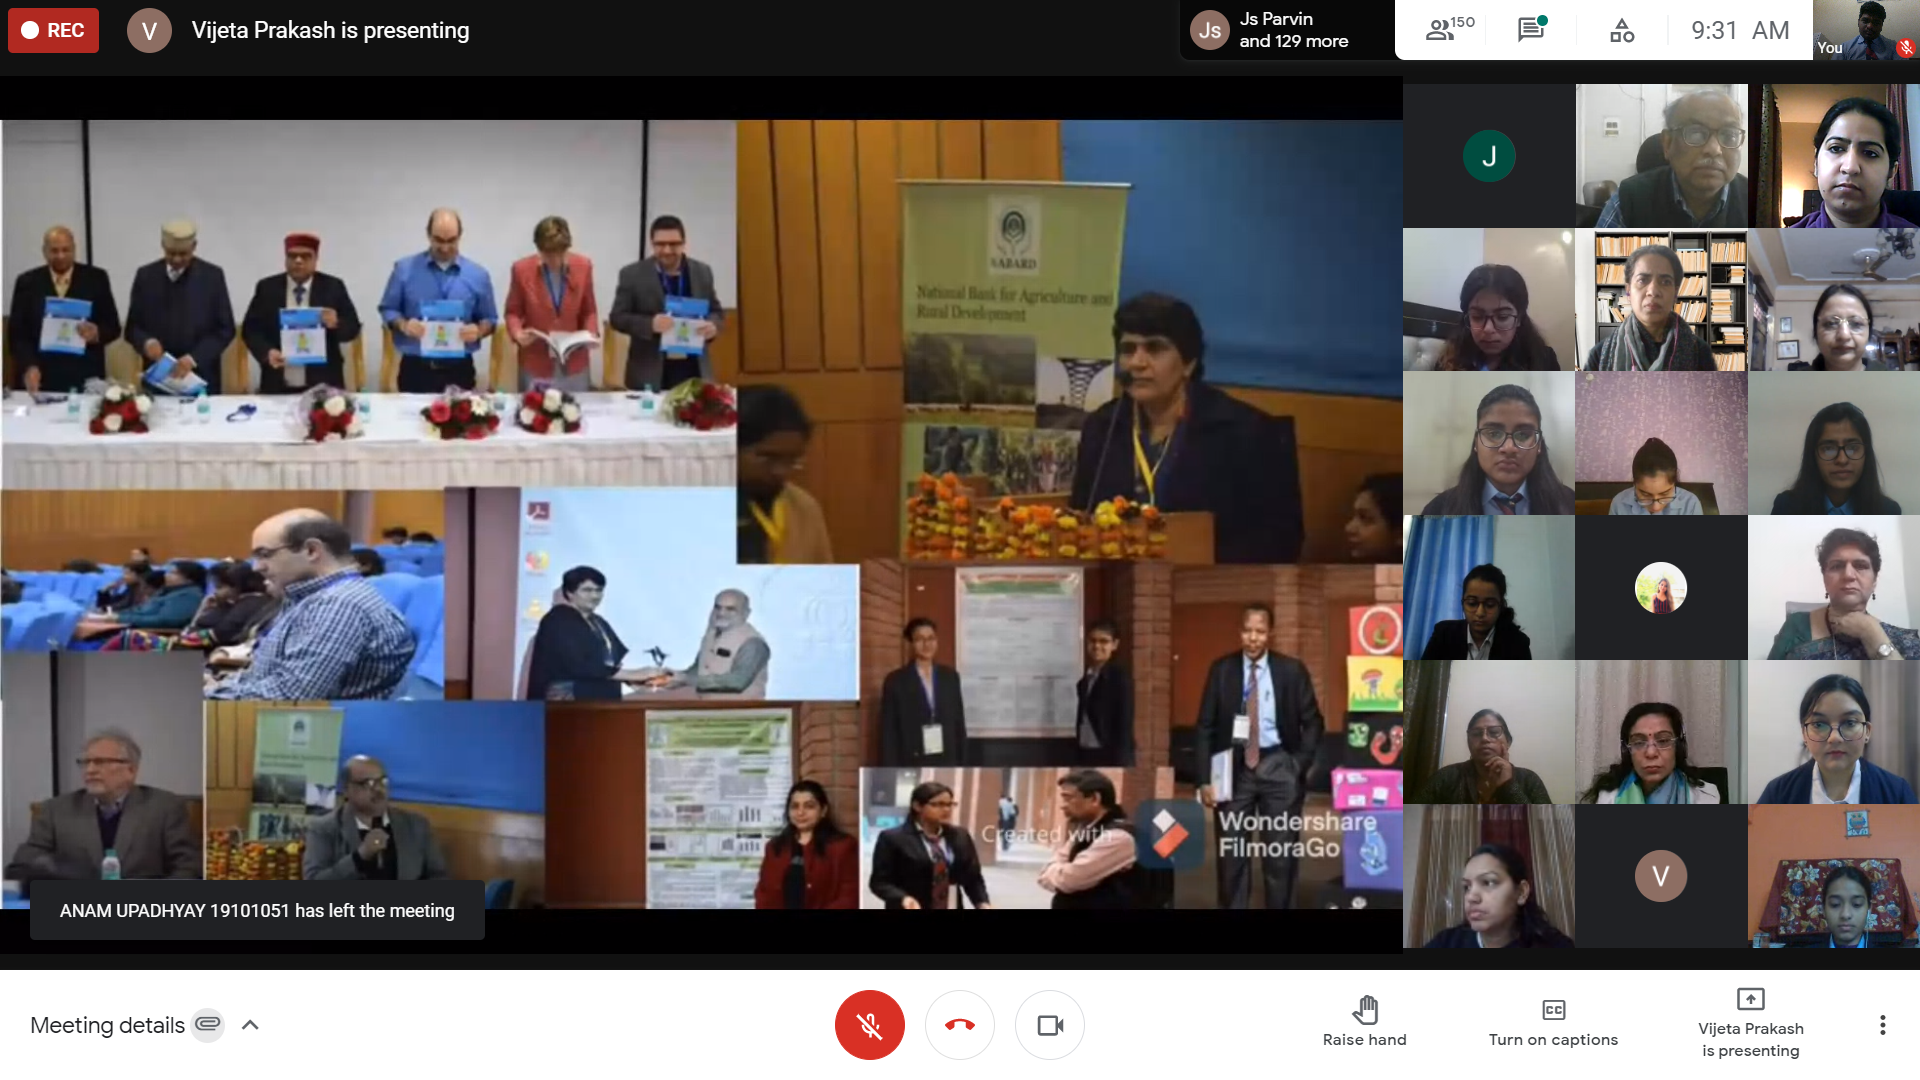 REC
V
Vijeta Prakash is presenting
Js
Js Parvin
and 129 more
150
9:31 AM
You
J
NABARD
National Bank for Agriculture and
Rural Development
Created with
Wondershare
FilmoraGo
V
ANAM UPADHYAY 19101051 has left the meeting
Meeting details
Raise hand
CC
Turn on captions
Vijeta Prakash
is presenting